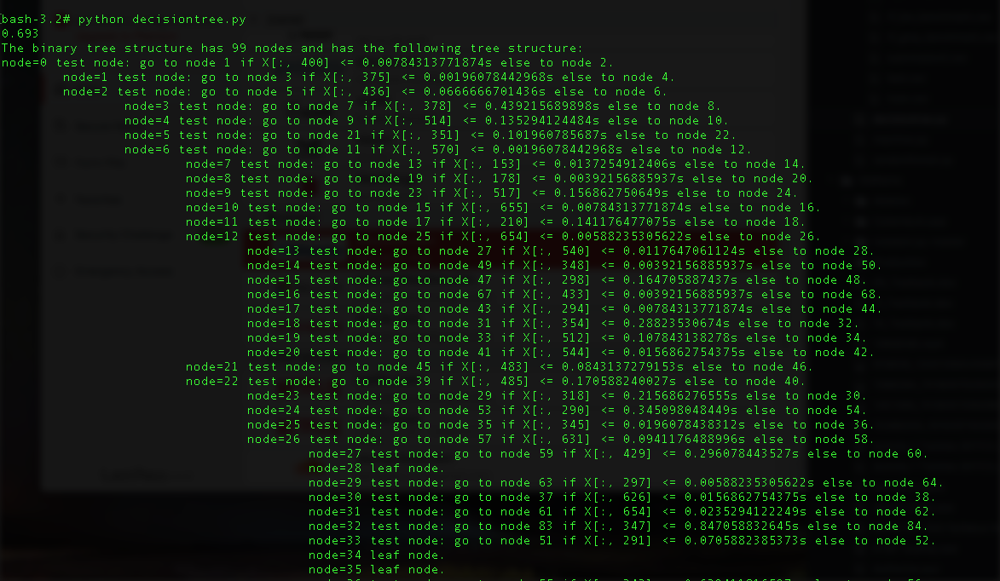 bash-3.2# python decisiontree.py
0.693
The binary tree structure has 99 nodes and has the following tree structure:
node=0 test node: go to node 1 if X[:, 400] <= 0.00784313771874s else to node 2.
node=1 test node: go to node 3 if X[:, 375] <= 0.00196078442968s else to node 4.
node=2 test node: go to node 5 if X[:, 436] <= 0.0666666701436s else to node 6.
node=3 test node: go to node 7 if X[:, 378] <= 0.439215689898s else to node 8.
node=4 test node: go to node 9 if X[:, 514] <= 0.135294124484s else to node 10.
node=5 test node: go to node 21 if X[:, 351] <= 0.101960785687s else to node 22.
node=6 test node: go to node 11 if X[:, 570] <= 0.00196078442968s else to node 12.
node=7 test node: go to node 13 if X[:, 153] <= 0.0137254912406s else to node 14.
node=8 test node: go to node 19 if X[:, 178] <= 0.00392156885937s else to node 20.
node=9 test node: go to node 23 if X[:, 517] <= 0.156862750649s else to node 24.
node=10 test node: go to node 15 if X[:, 655] <= 0.00784313771874s else to node 16.
node=11 test node: go to node 17 if X[:, 210] <= 0.141176477075s else to node 18.
node=12 test node: go to node 25 if X[:, 654] <= 0.00588235305622s else to node 26.
node=13 test node: go to node 27 if X[:, 540] <= 0.0117647061124s else to node 28.
node=14 test node: go to node 49 if X[:, 348] <= 0.00392156885937s else to node 50.
node=15 test node: go to node 47 if X[:, 298] <= 0.164705887437s else to node 48.
node=16 test node: go to node 67 if X[:, 433] <= 0.00392156885937s else to node 68.
node=17 test node: go to node 43 if X[:, 294] <= 0.00784313771874s else to node 44.
node=18 test node: go to node 31 if X[:, 354] <= 0.28823530674s else to node 32.
node=19 test node: go to node 33 if X[:, 512] <= 0.107843138278s else to node 34.
node=20 test node: go to node 41 if X[:, 544] <= 0.0156862754375s else to node 42.
node=21 test node: go to node 45 if X[:, 483] <= 0.0843137279153s else to node 46.
node=22 test node: go to node 39 if X[:, 485] <= 0.170588240027s else to node 40.
node=23 test node: go to node 29 if X[:, 318] <= 0.215686276555s else to node 30.
node=24 test node: go to node 53 if X[:, 290] <= 0.345098048449s else to node 54.
node=25 test node: go to node 35 if X[:, 345] <= 0.0196078438312s else to node 36.
node=26 test node: go to node 57 if X[:, 631] <= 0.0941176488996s else to node 58.
node=27 test node: go to node 59 if X[:, 429] <= 0.296078443527s else to node 60.
node=28 leaf node.
node=29 test node: go to node 63 if X[:, 297] <= 0.00588235305622s else to node 64.
node=30 test node: go to node 37 if X[:, 626] <= 0.0156862754375s else to node 38.
node=31 test node: go to node 61 if X[:, 654] <= 0.0235294122249s else to node 62.
node=32 test node: go to node 83 if X[:, 347] <= 0.847058832645s else to node 84.
node=33 test node: go to node 51 if X[:, 291] <= 0.0705882385373s else to node 52.
node=34 leaf node.
node=35 leaf node.